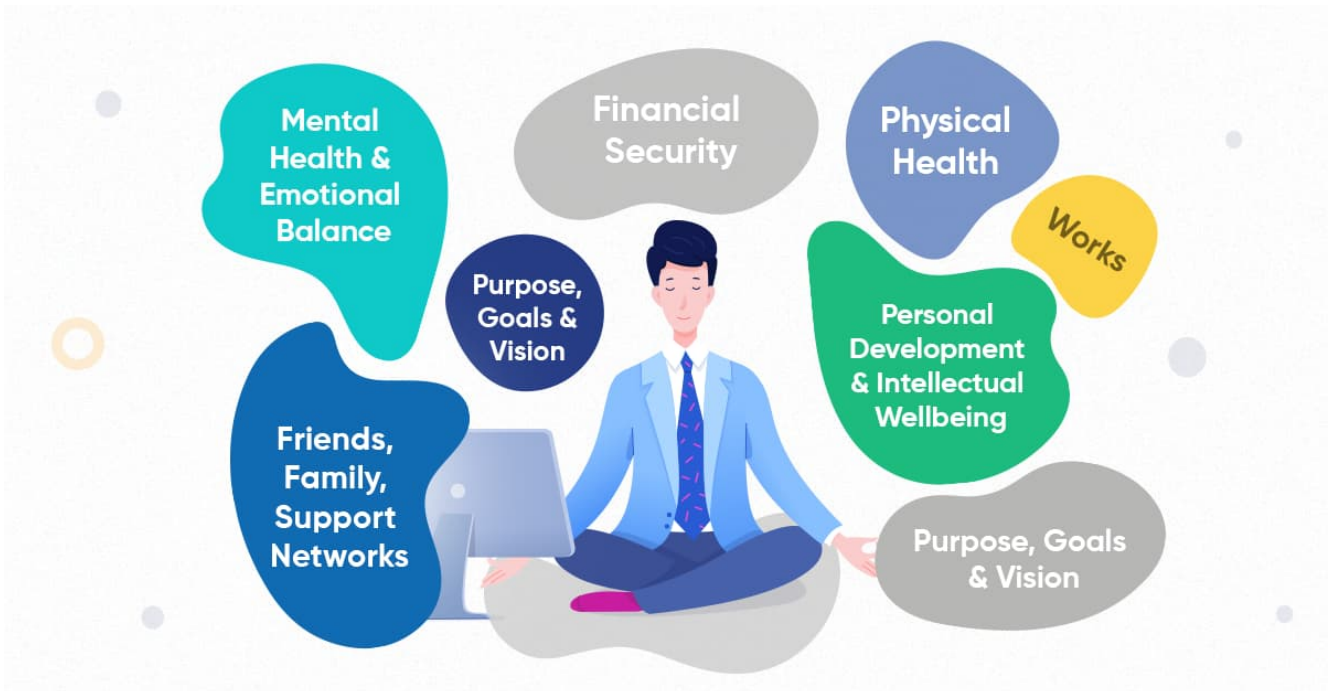 Mental
Health &
Emotional
Balance
Financial
Security
Physical
Health
Works
Purpose,
Goals &
Vision
Personal
Development
& Intellectual
Wellbeing
Friends,
Family,
Support
Networks
Purpose, Goals
& Vision